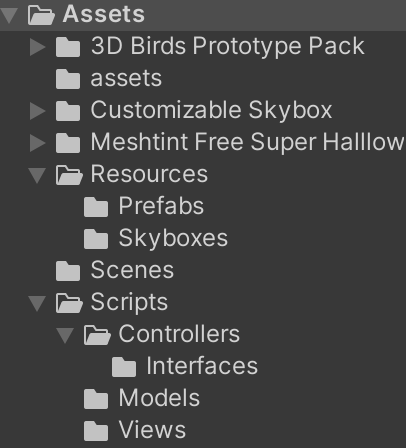 Assets
3D Birds Prototype Pack
assets
Customizable Skybox
Meshtint Free Super Halllow
Resources
Prefabs
Skyboxes
Scenes
Scripts
Controllers
Interfaces
Models
Views